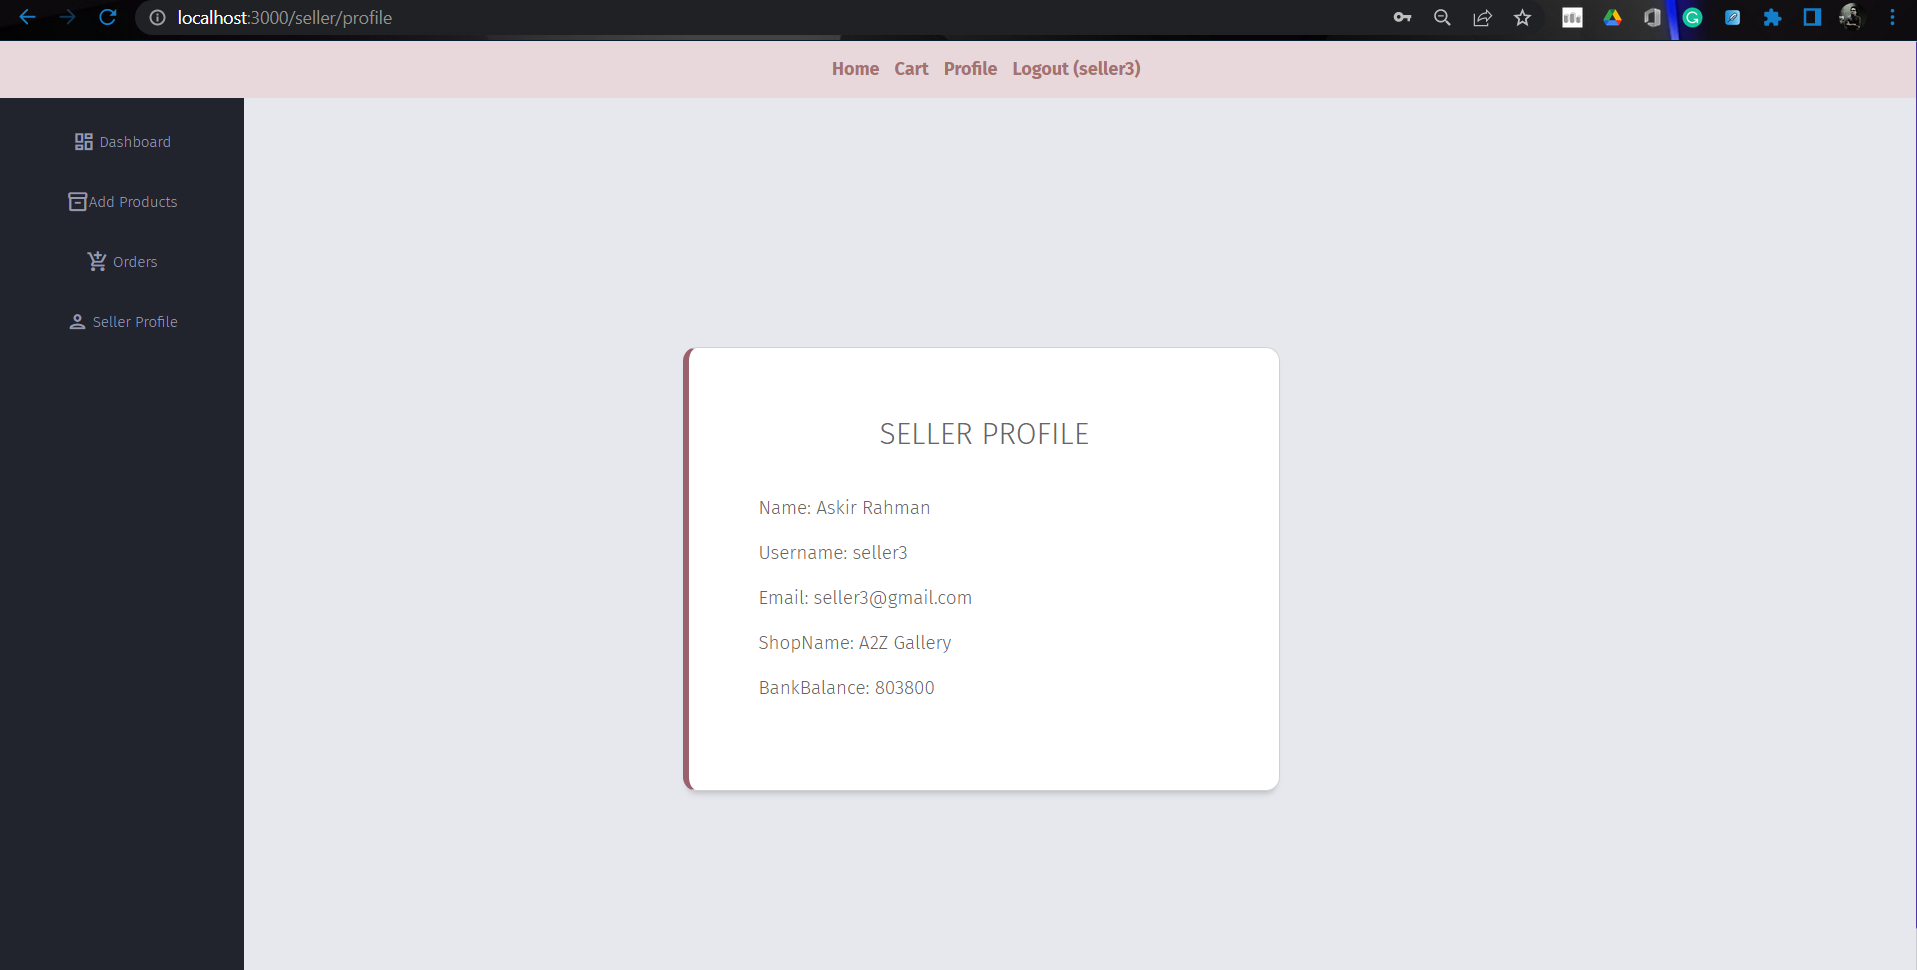 localhost:3000/seller/profile
Home Cart Profile Logout (seller3)
Dashboard
Add Products
Orders
Seller Profile
SELLER PROFILE
Name: Askir Rahman
Username: seller3
Email: seller3@gmail.com
ShopName: A2Z Gallery
BankBalance: 803800